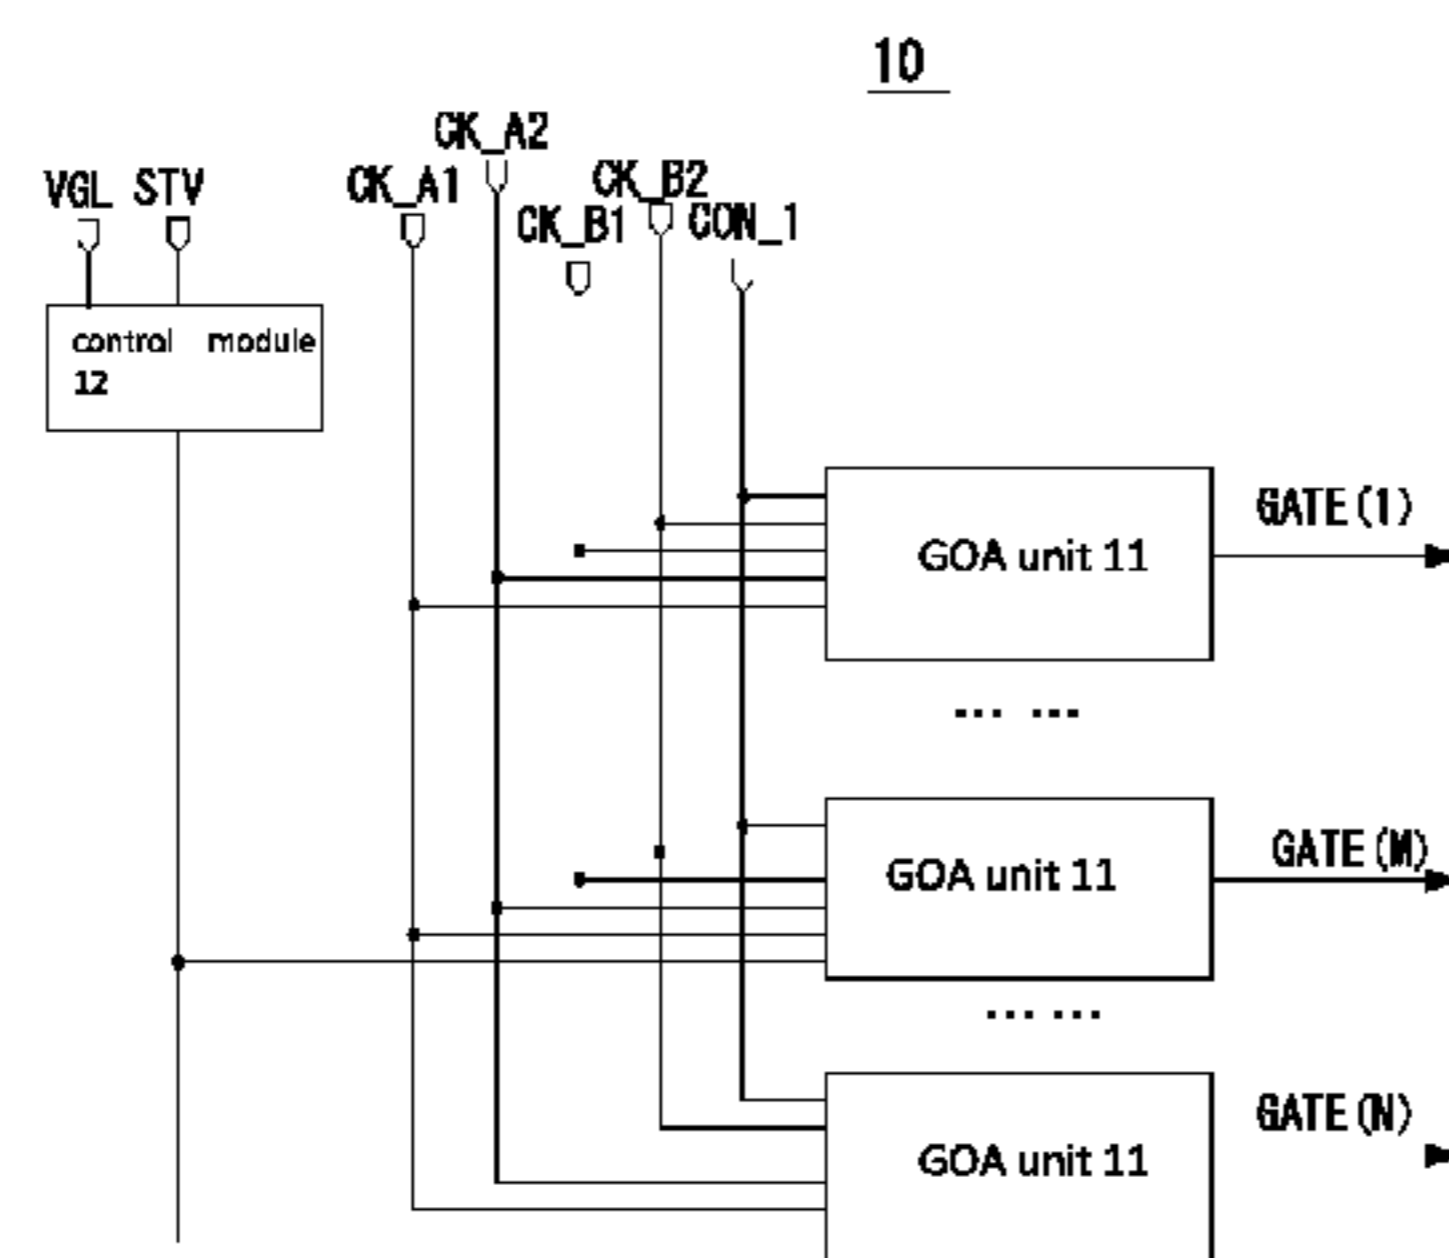 10
CK_A2
VGL STV CK_A1 CK_B2
CK_B1 CON_1
control module
12
GATE(1)
GOA unit 11
... ...
GATE(M)
GOA unit 11
... ...
GATE(N)
GOA unit 11